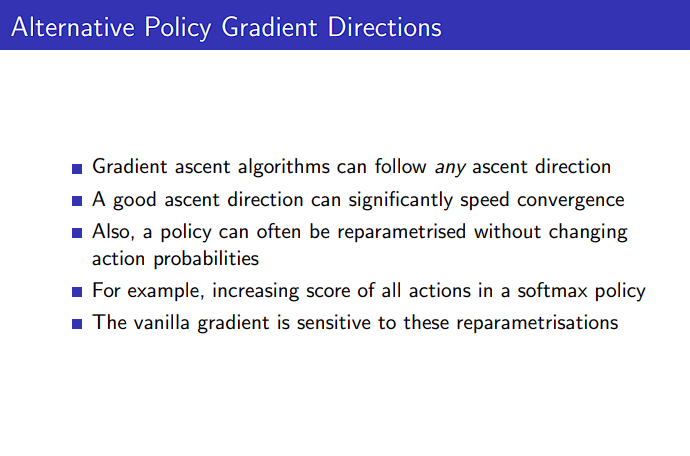 Alternative Policy Gradient Directions
Gradient ascent algorithms can follow any ascent direction
A good ascent direction can significantly speed convergence
Also, a policy can often be reparametrised without changing
action probabilities
For example, increasing score of all actions in a softmax policy
The vanilla gradient is sensitive to these reparametrisations